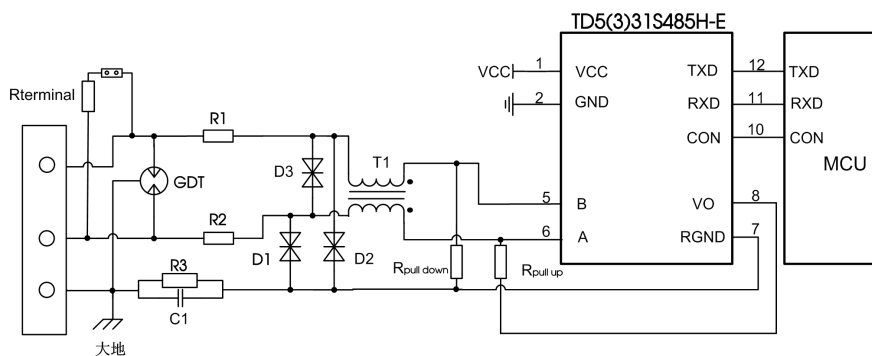 TD5(3)31S485H-E
VCC 1 VCC TXD 12 TXD
2 GND RXD 11 RXD
CON 10 CON
MCU
Rterminal
R1
GDT
D3
T1
5 B VO 8
R2
6 A RGND 7
D1
D2
Rpull down
Rpull up
R3
C1
大地